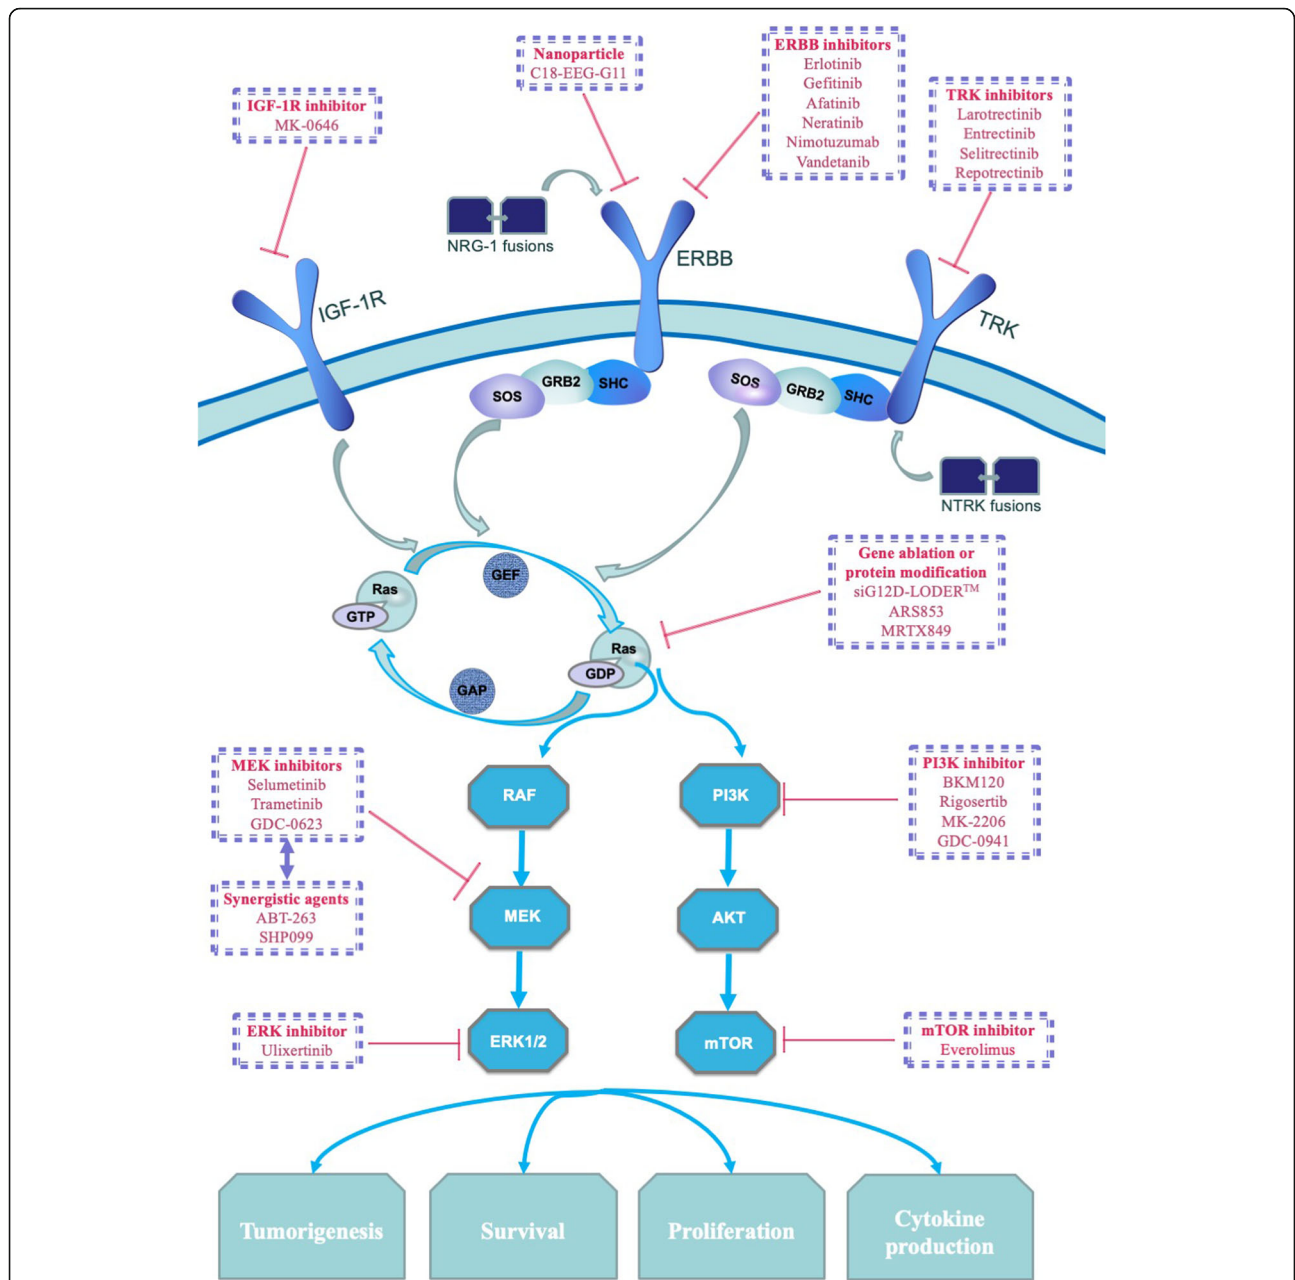 Nanoparticle
C18-EEG-G11
ERBB inhibitors
Erlotinib
Gefitinib
Afatinib
Neratinib
Nimotuzumab
Vandetanib
TRK inhibitors
Larotrectinib
Entrectinib
Selitrectinib
Repotrectinib
IGF-1R inhibitor
MK-0646
NRG-1 fusions
ERBB
IGF-1R
TRK
SOS
GRB2
SHC
SOS
GRB2
SHC
NTRK fusions
Gene ablation or
protein modification
siG12D-LODER™
ARS853
MRTX849
GEF
Ras
GTP
Ras
GDP
GAP
MEK inhibitors
Selumetinib
Trametinib
GDC-0623
RAF
PI3K
PI3K inhibitor
BKM120
Rigosertib
MK-2206
GDC-0941
Synergistic agents
ABT-263
SHP099
MEK
AKT
ERK inhibitor
Ulixertinib
ERK1/2
mTOR
mTOR inhibitor
Everolimus
Tumorigenesis
Survival
Proliferation
Cytokine
production